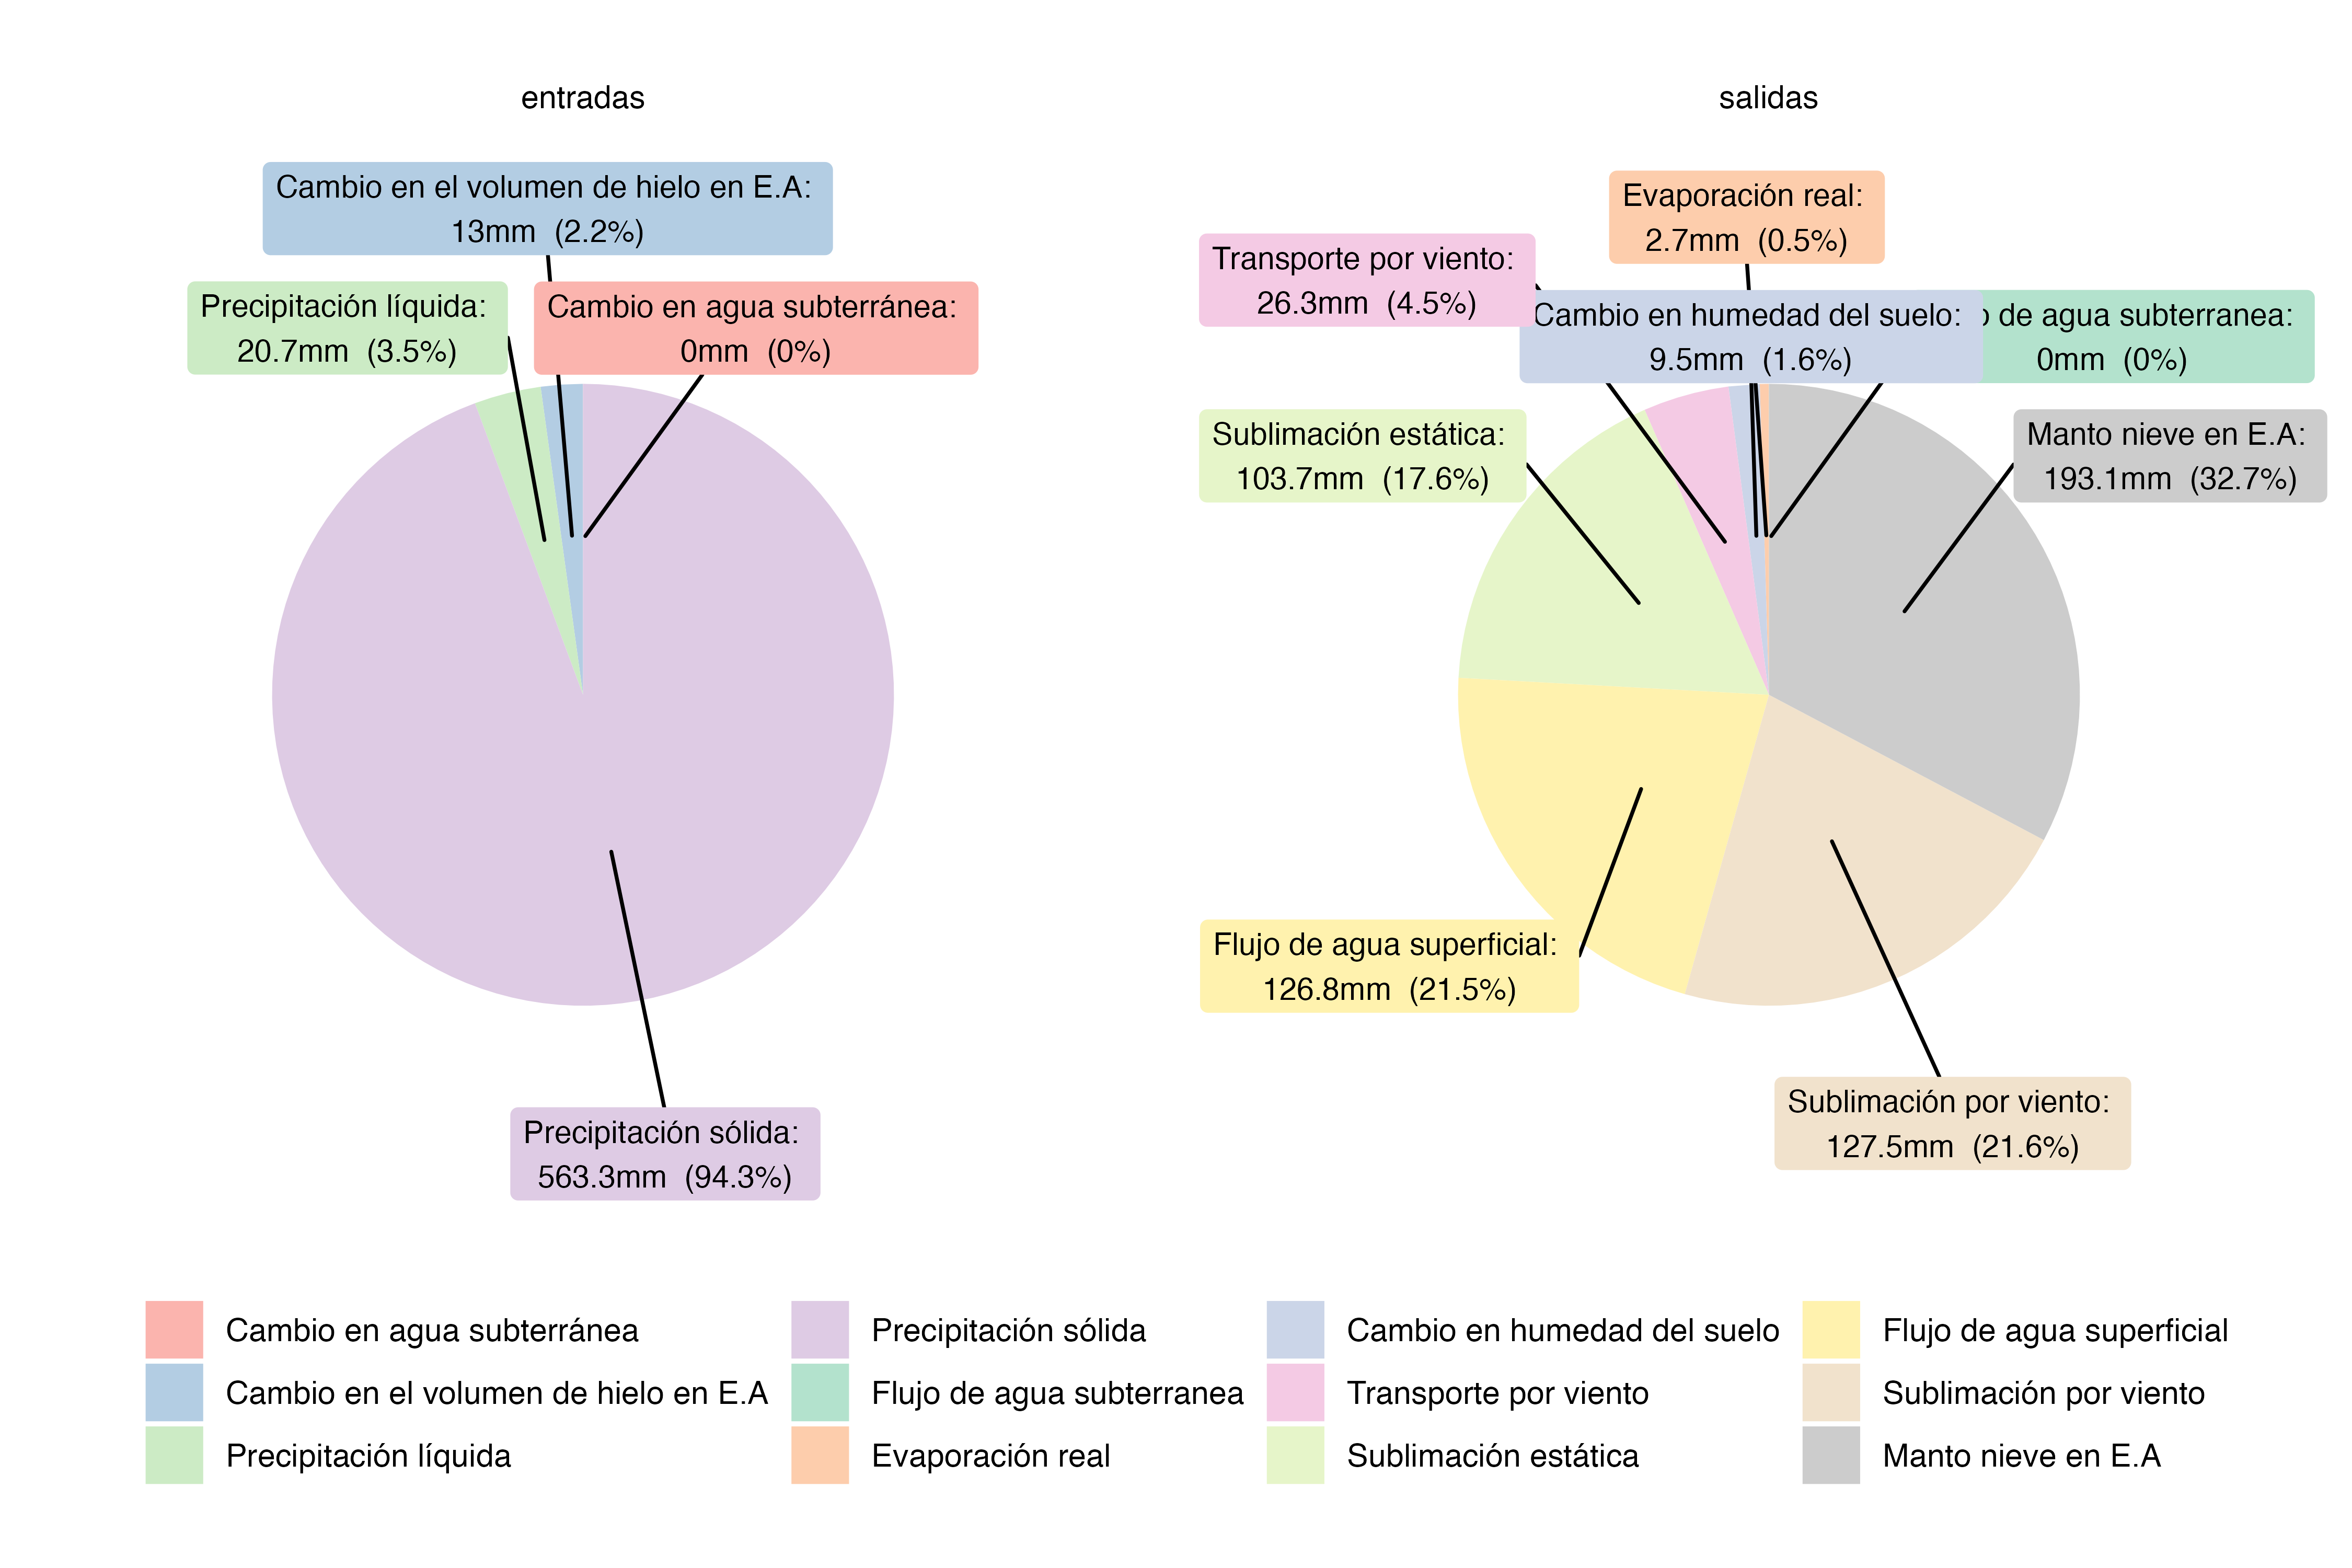 entradas
Cambio en el volumen de hielo en E.A:
13mm (2.2%)
Precipitación líquida:
20.7mm (3.5%)
Cambio en agua subterránea:
0mm (0%)
Precipitación sólida:
563.3mm (94.3%)
salidas
Evaporación real:
2.7mm (0.5%)
Transporte por viento:
26.3mm (4.5%)
Cambio en humedad del suelo:
9.5mm (1.6%)
de agua subterranea:
0mm (0%)
Sublimación estática:
103.7mm (17.6%)
Manto nieve en E.A:
193.1mm (32.7%)
Flujo de agua superficial:
126.8mm (21.5%)
Sublimación por viento:
127.5mm (21.6%)
Cambio en agua subterránea
Cambio en el volumen de hielo en E.A
Precipitación líquida
Precipitación sólida
Flujo de agua subterranea
Evaporación real
Cambio en humedad del suelo
Transporte por viento
Sublimación estática
Flujo de agua superficial
Sublimación por viento
Manto nieve en E.A